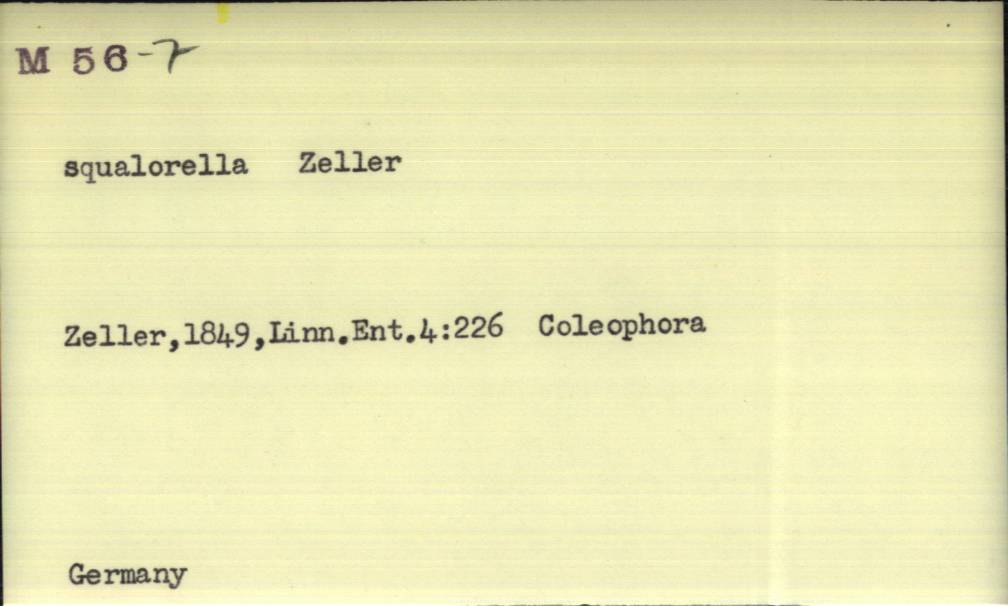 M 56-7
squalorella Zeller
Zeller,1849,Linn.Ent.4:226 Coleophora
Germany